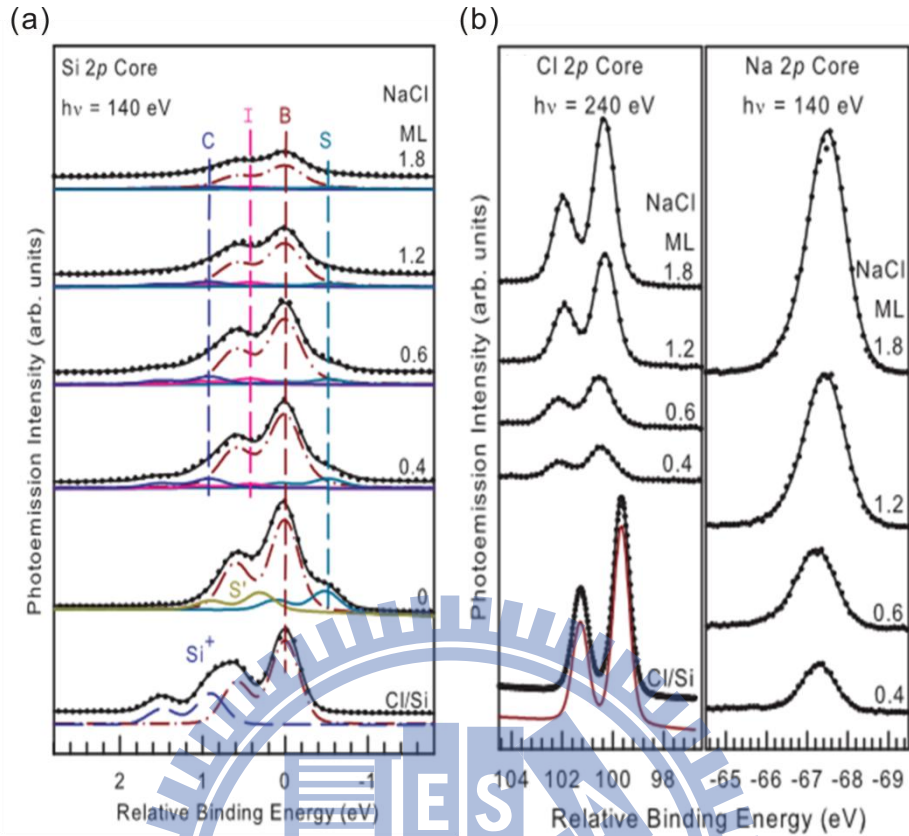 (a)
Si 2p Core
hν = 140 eV
NaCl
ML
C
I
B
S
1.8
1.2
0.6
0.4
S'
0
Si+
Cl/Si
2
1
0
-1
Photoemission Intensity (arb. units)
Relative Binding Energy (eV)
(b)
Cl 2p Core
hν = 240 eV
NaCl
ML
1.8
1.2
0.6
0.4
Cl/Si
104
102
100
98
Photoemission Intensity (arb. units)
Na 2p Core
hν = 140 eV
NaCl
ML
1.8
1.2
0.6
0.4
-65
-66
-67
-68
-69
Relative Binding Energy (eV)
ES